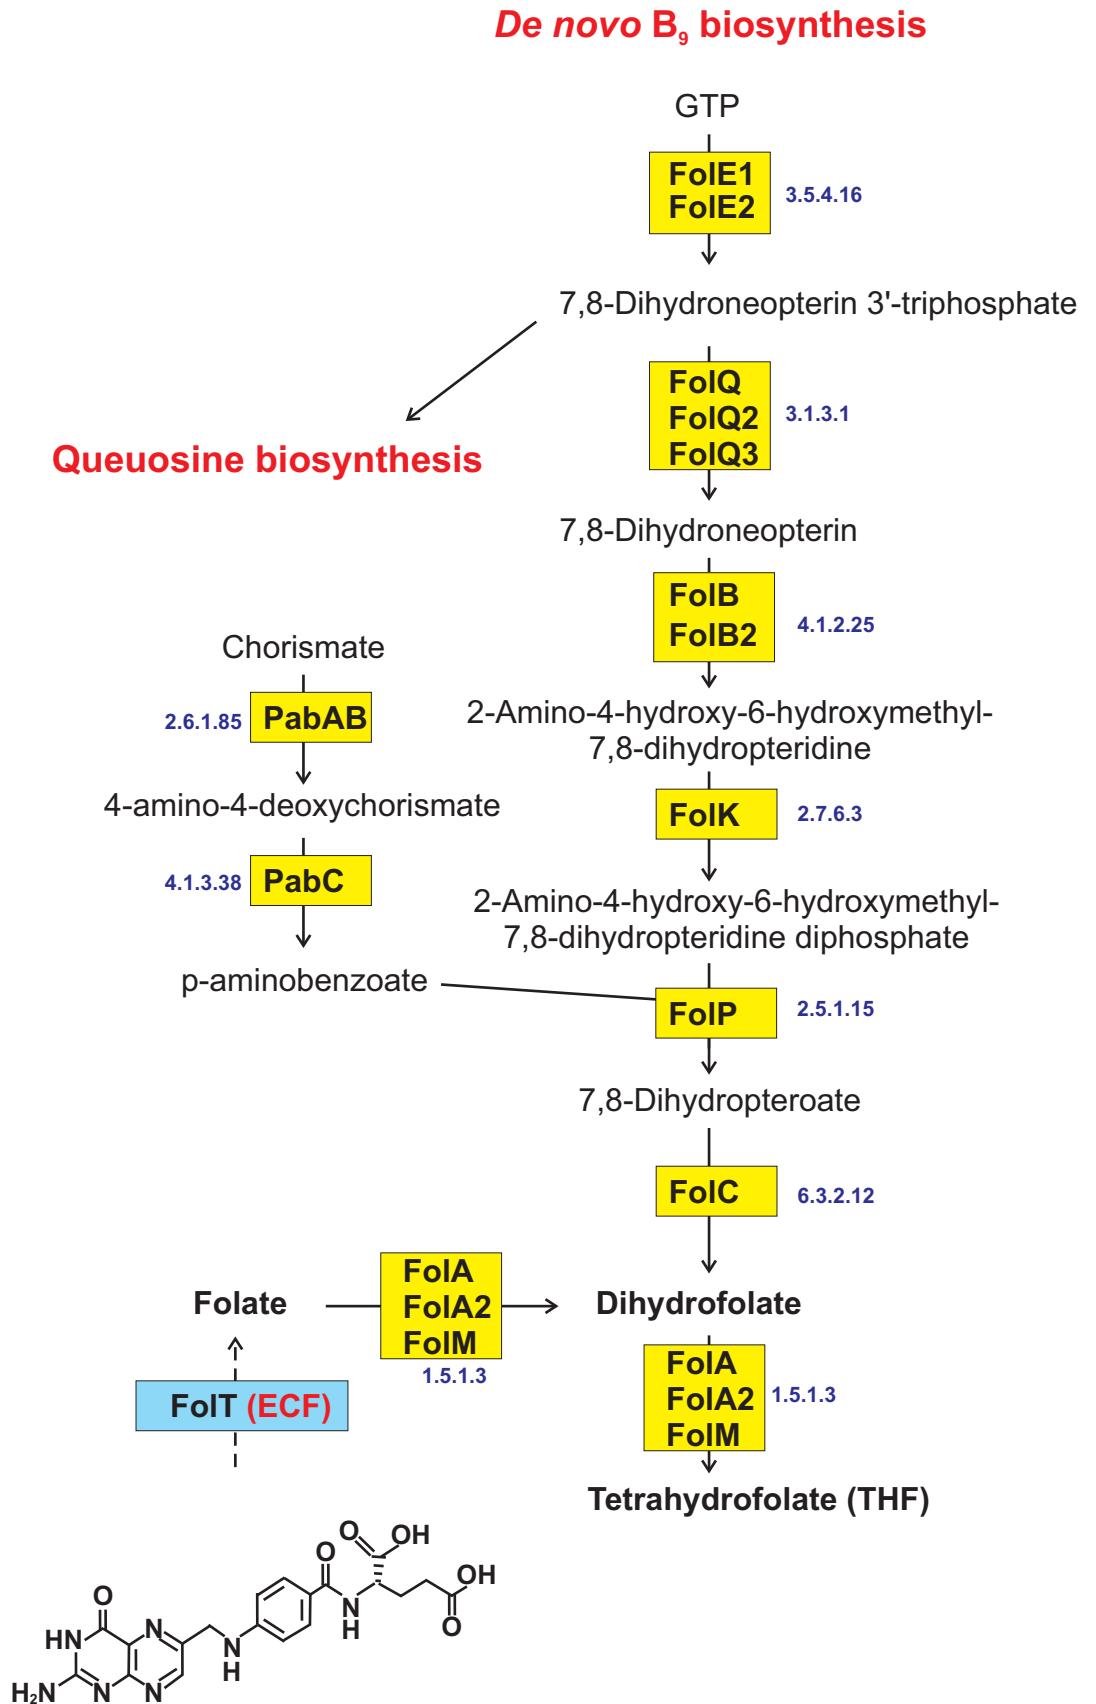 De novo B₉ biosynthesis
GTP
FolE1
FolE2
3.5.4.16
7,8-Dihydroneopterin 3'-triphosphate
FolQ
FolQ2
FolQ3
3.1.3.1
Queuosine biosynthesis
7,8-Dihydroneopterin
FolB
FolB2
4.1.2.25
Chorismate
2.6.1.85
PabAB
2-Amino-4-hydroxy-6-hydroxymethyl-
7,8-dihydropteridine
4-amino-4-deoxychorismate
FolK
2.7.6.3
4.1.3.38
PabC
2-Amino-4-hydroxy-6-hydroxymethyl-
7,8-dihydropteridine diphosphate
p-aminobenzoate
FolP
2.5.1.15
7,8-Dihydropteroate
FolC
6.3.2.12
Folate
FolA
FolA2
FolM
1.5.1.3
Dihydrofolate
FolA
FolA2
FolM
1.5.1.3
FolT (ECF)
Tetrahydrofolate (THF)
O
OH
O
OH
O
N
H
O
O
N
HN
N
H
H₂N
N
N